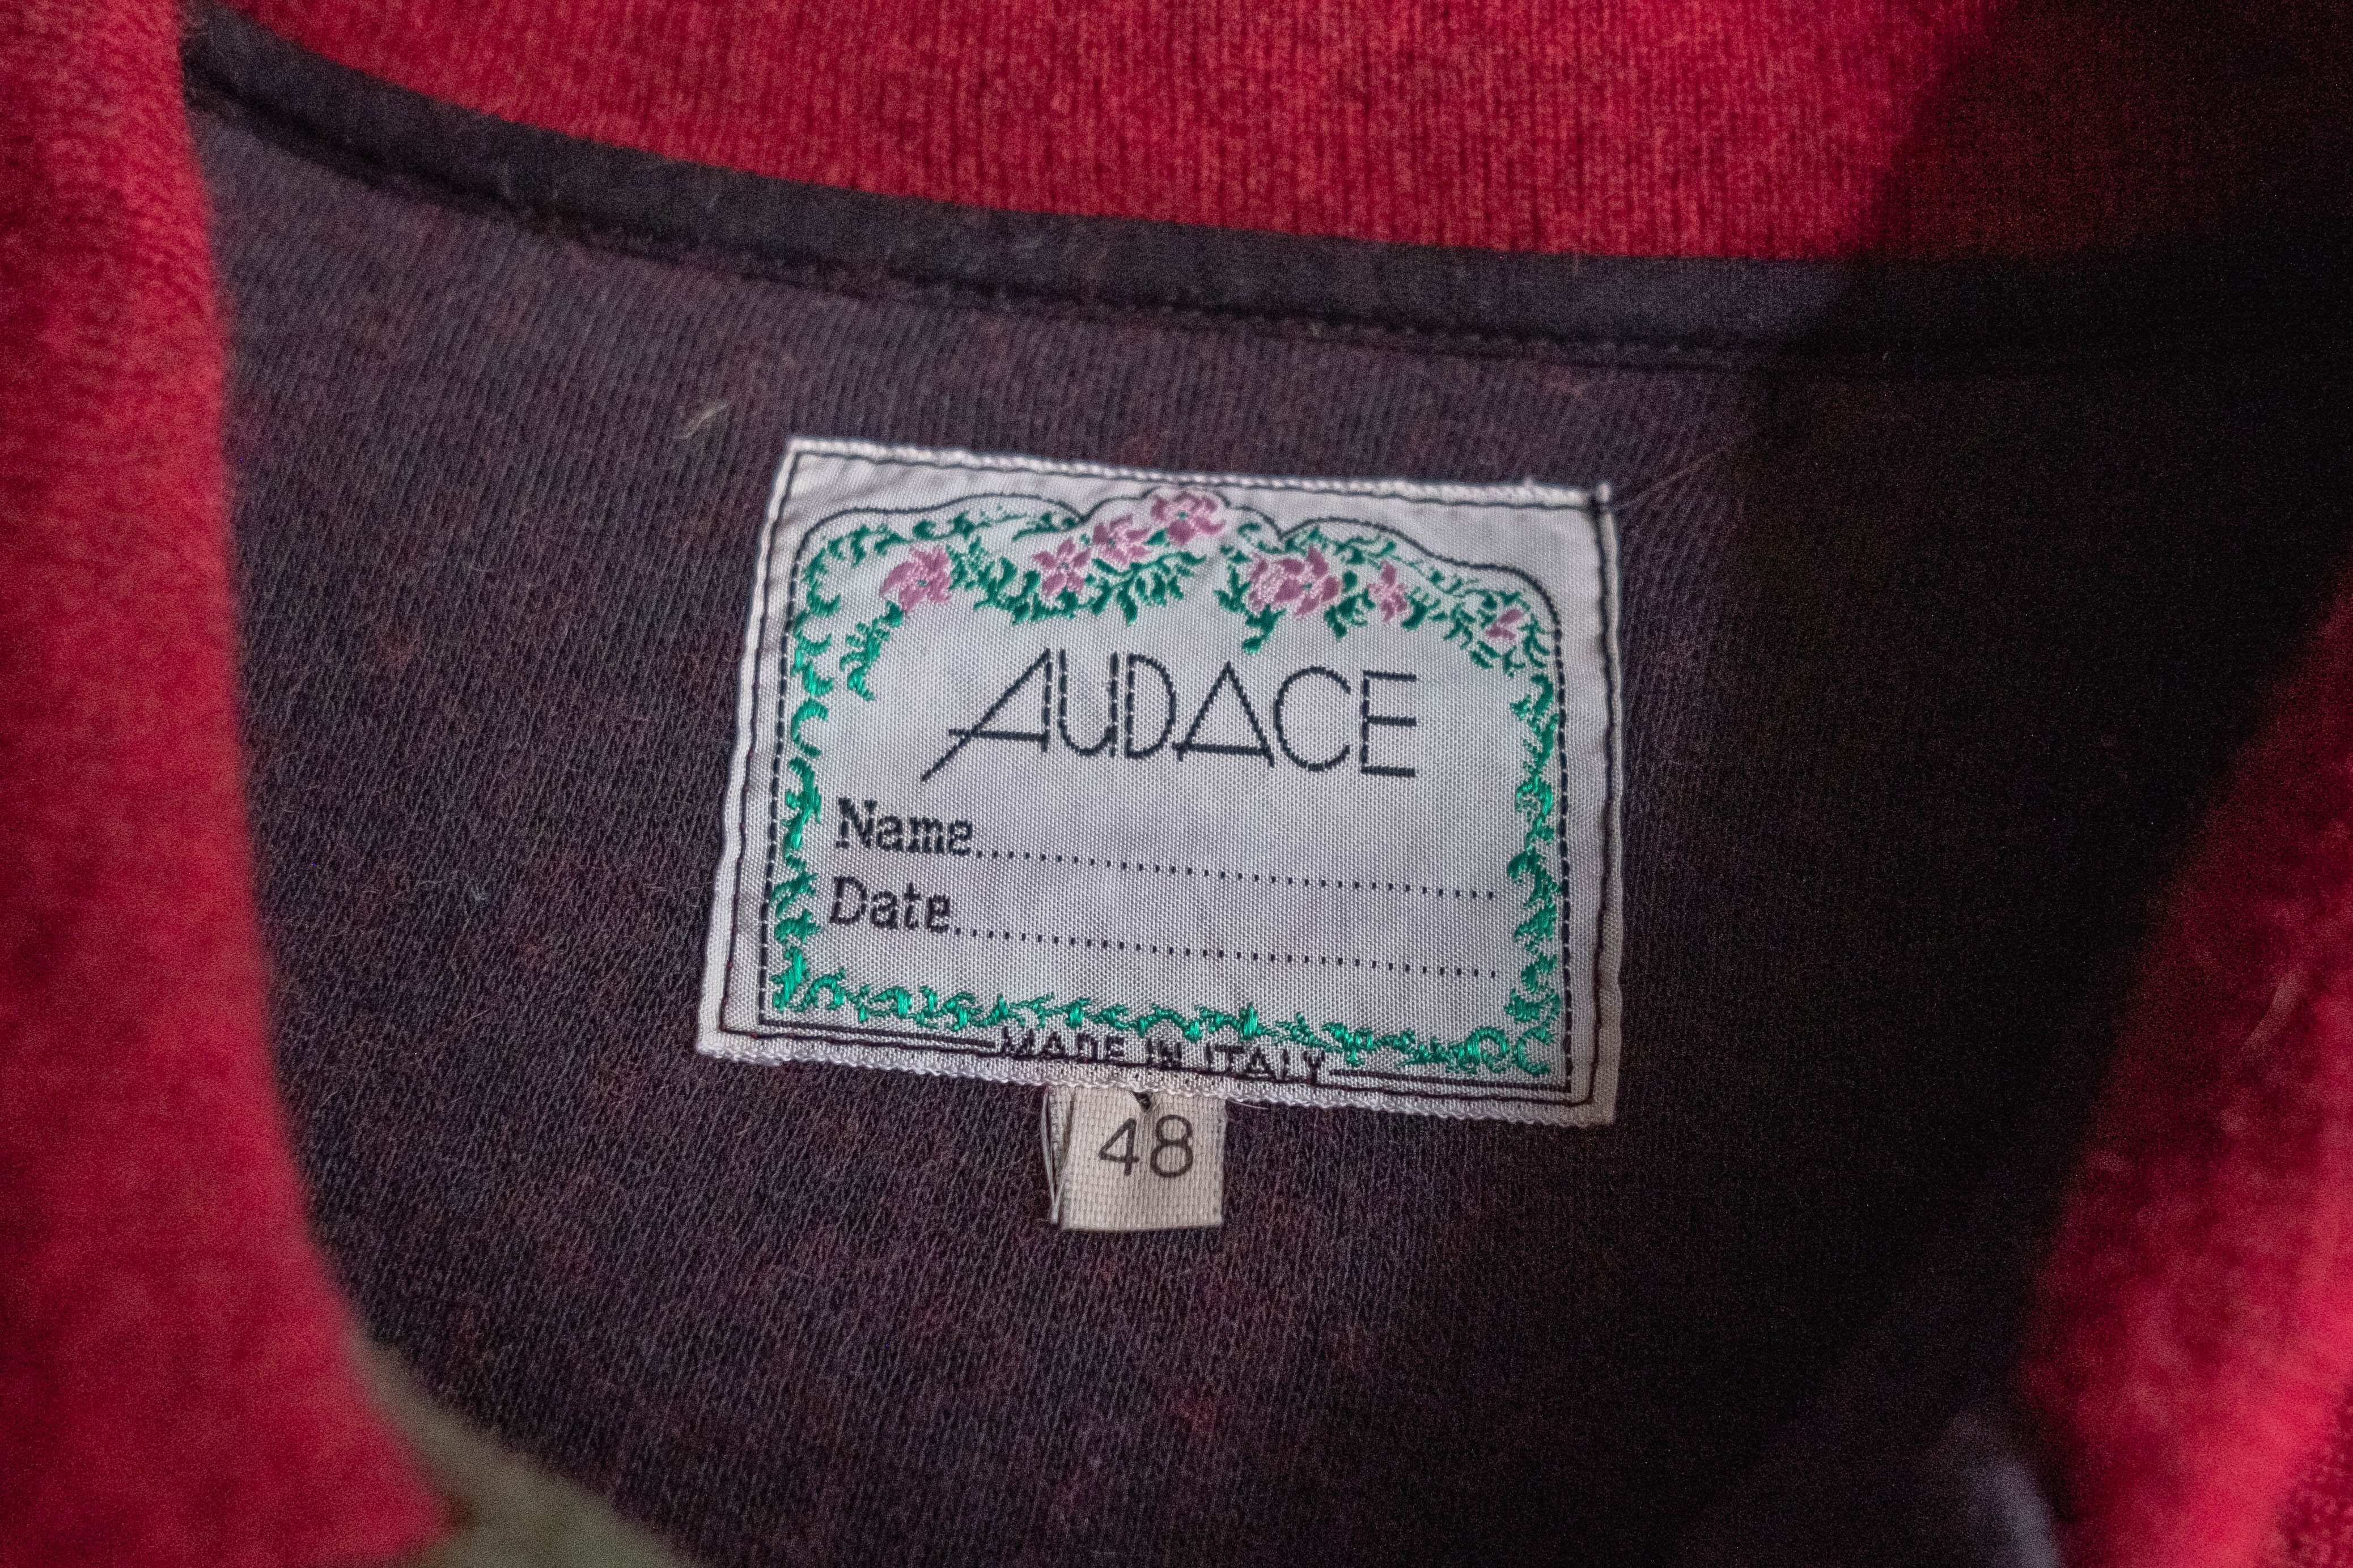 AUDACE
Name........................................
Date........................................
MADE IN ITALY
48